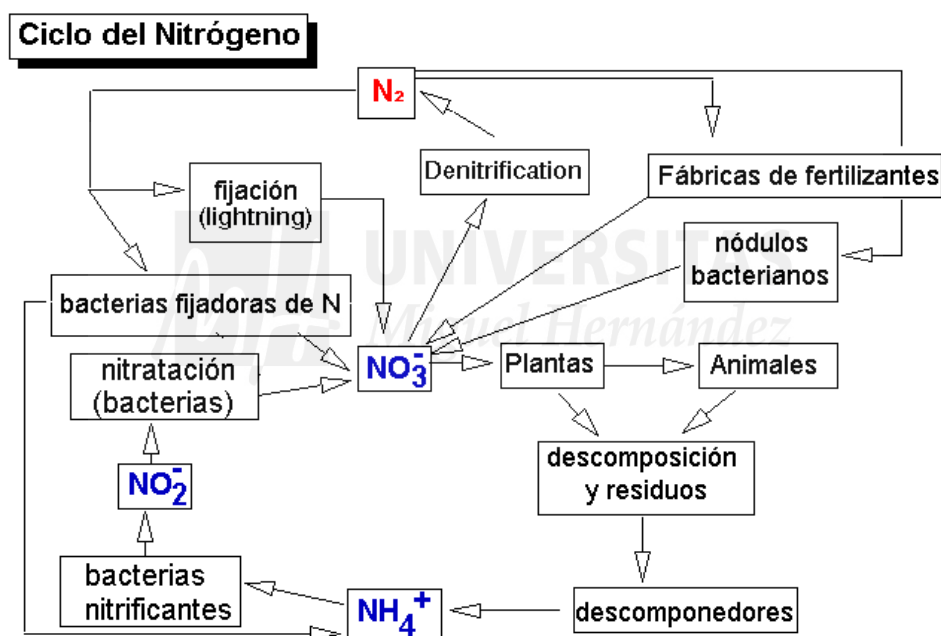 Ciclo del Nitrógeno
N₂
Denitrification
fijación
(lightning)
Fábricas de fertilizantes
nódulos
bacterianos
UNIVERSITAS
Miguel Hernández
bacterias fijadoras de N
nitratación
(bacterias)
NO₃⁻
Plantas
Animales
descomposición
y residuos
NO₂⁻
bacterias
nitrificantes
NH₄⁺
descomponedores